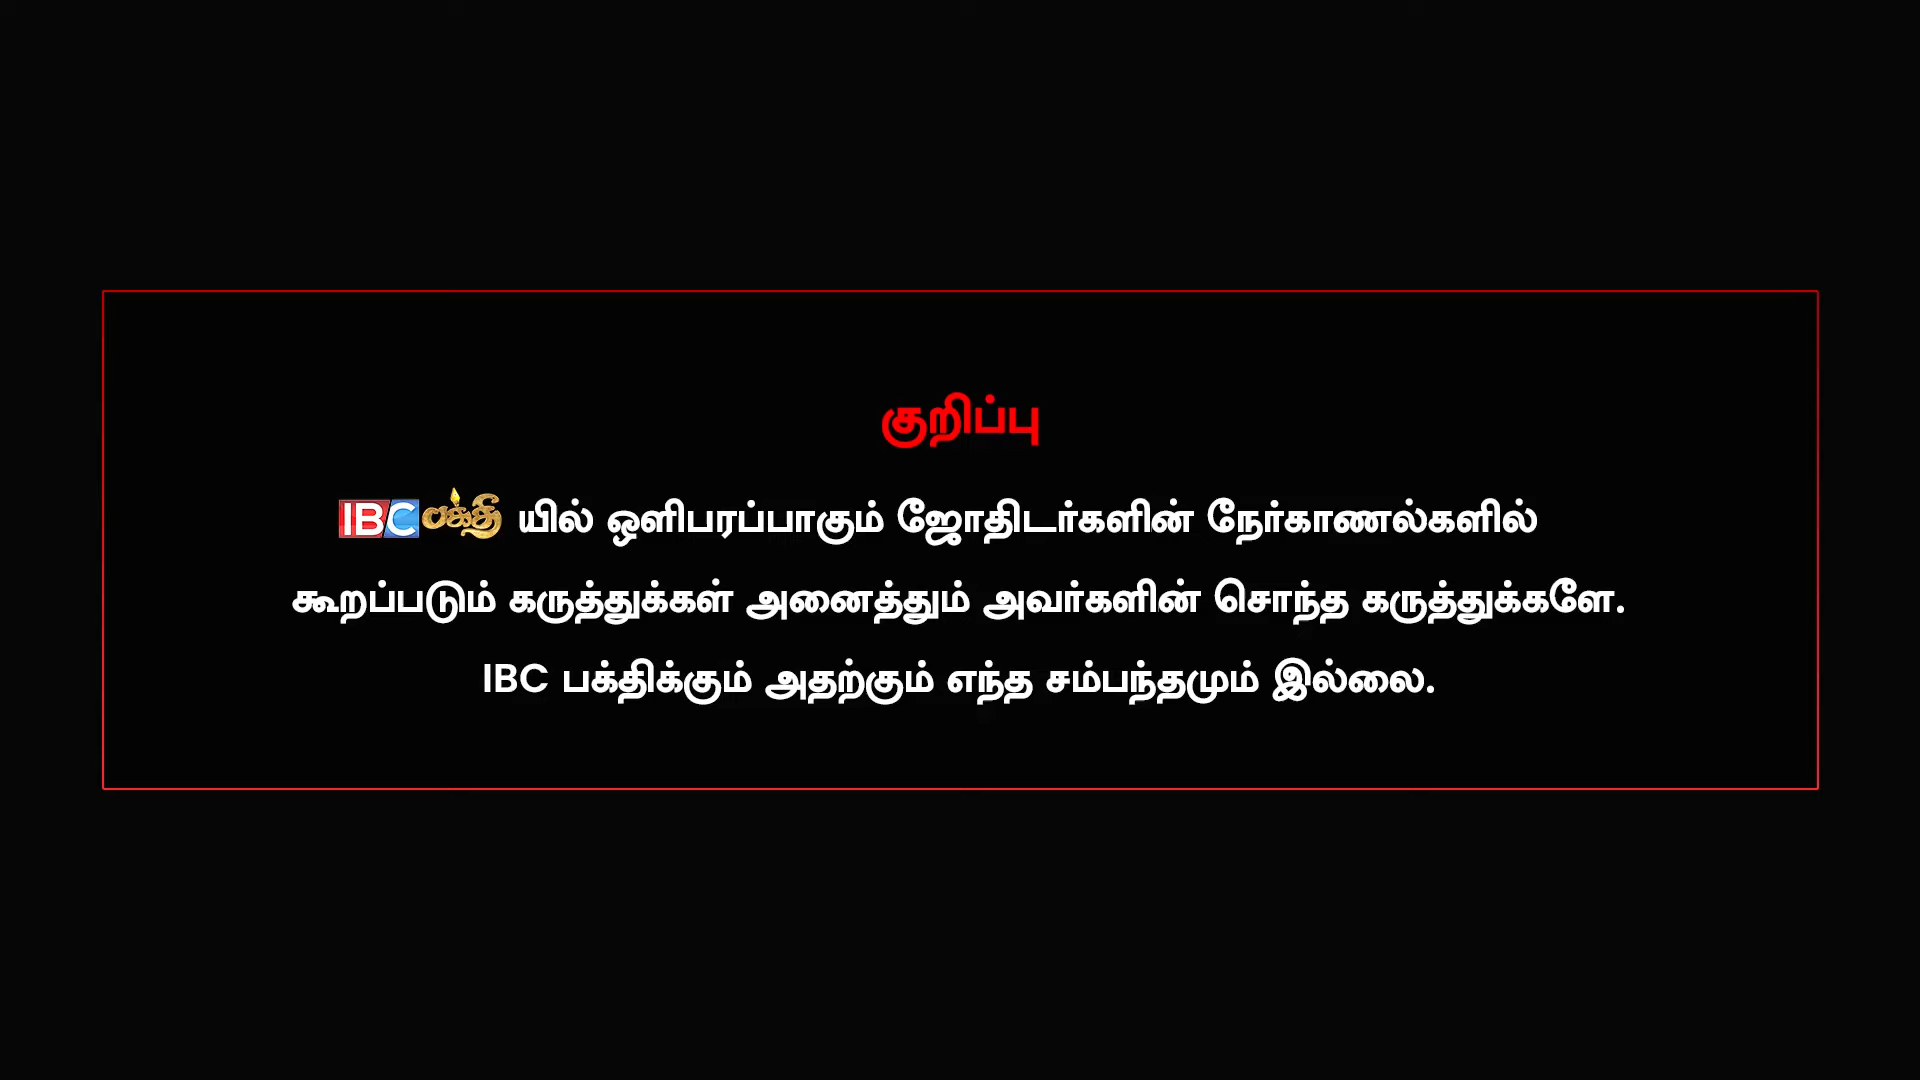 குறிப்பு
IBC பக்தி யில் ஒளிபரப்பாகும் ஜோதிடர்களின் நேர்காணல்களில்
கூறப்படும் கருத்துக்கள் அனைத்தும் அவர்களின் சொந்த கருத்துக்களே.
IBC பக்திக்கும் அதற்கும் எந்த சம்பந்தமும் இல்லை.